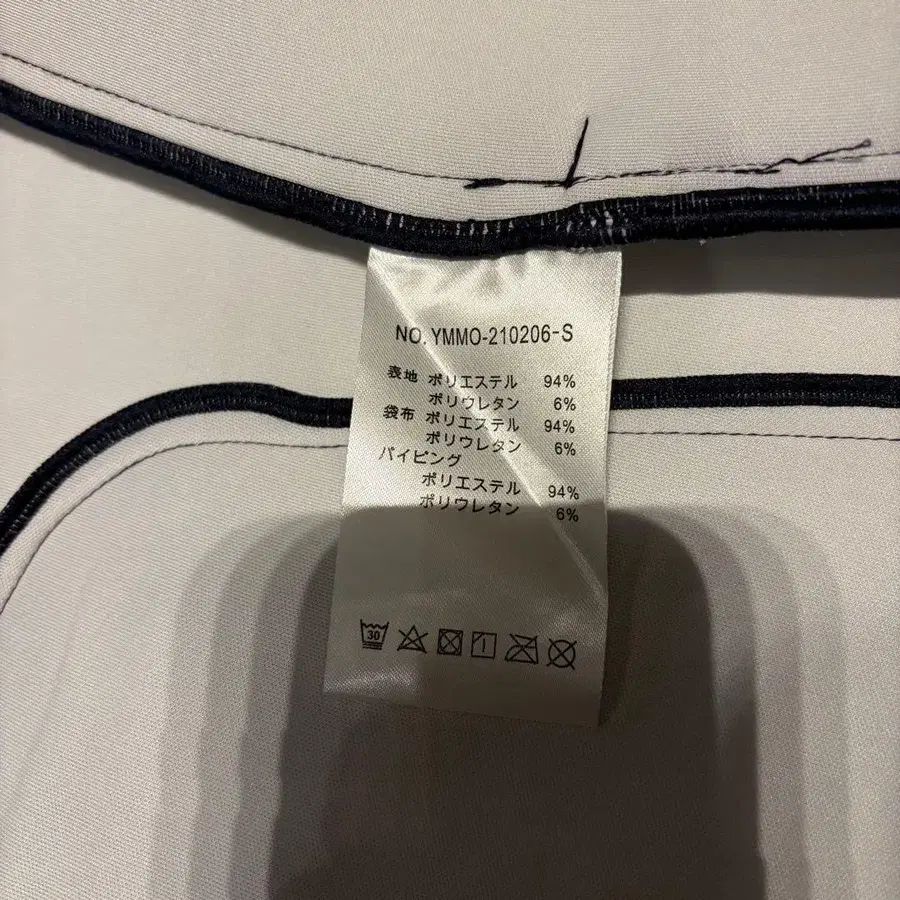 NO. YMMO-210206-S
表地 ポリエステル 94%
ポリウレタン 6%
袋布 ポリエステル 94%
ポリウレタン 6%
パイピング
ポリエステル 94%
ポリウレタン 6%
30